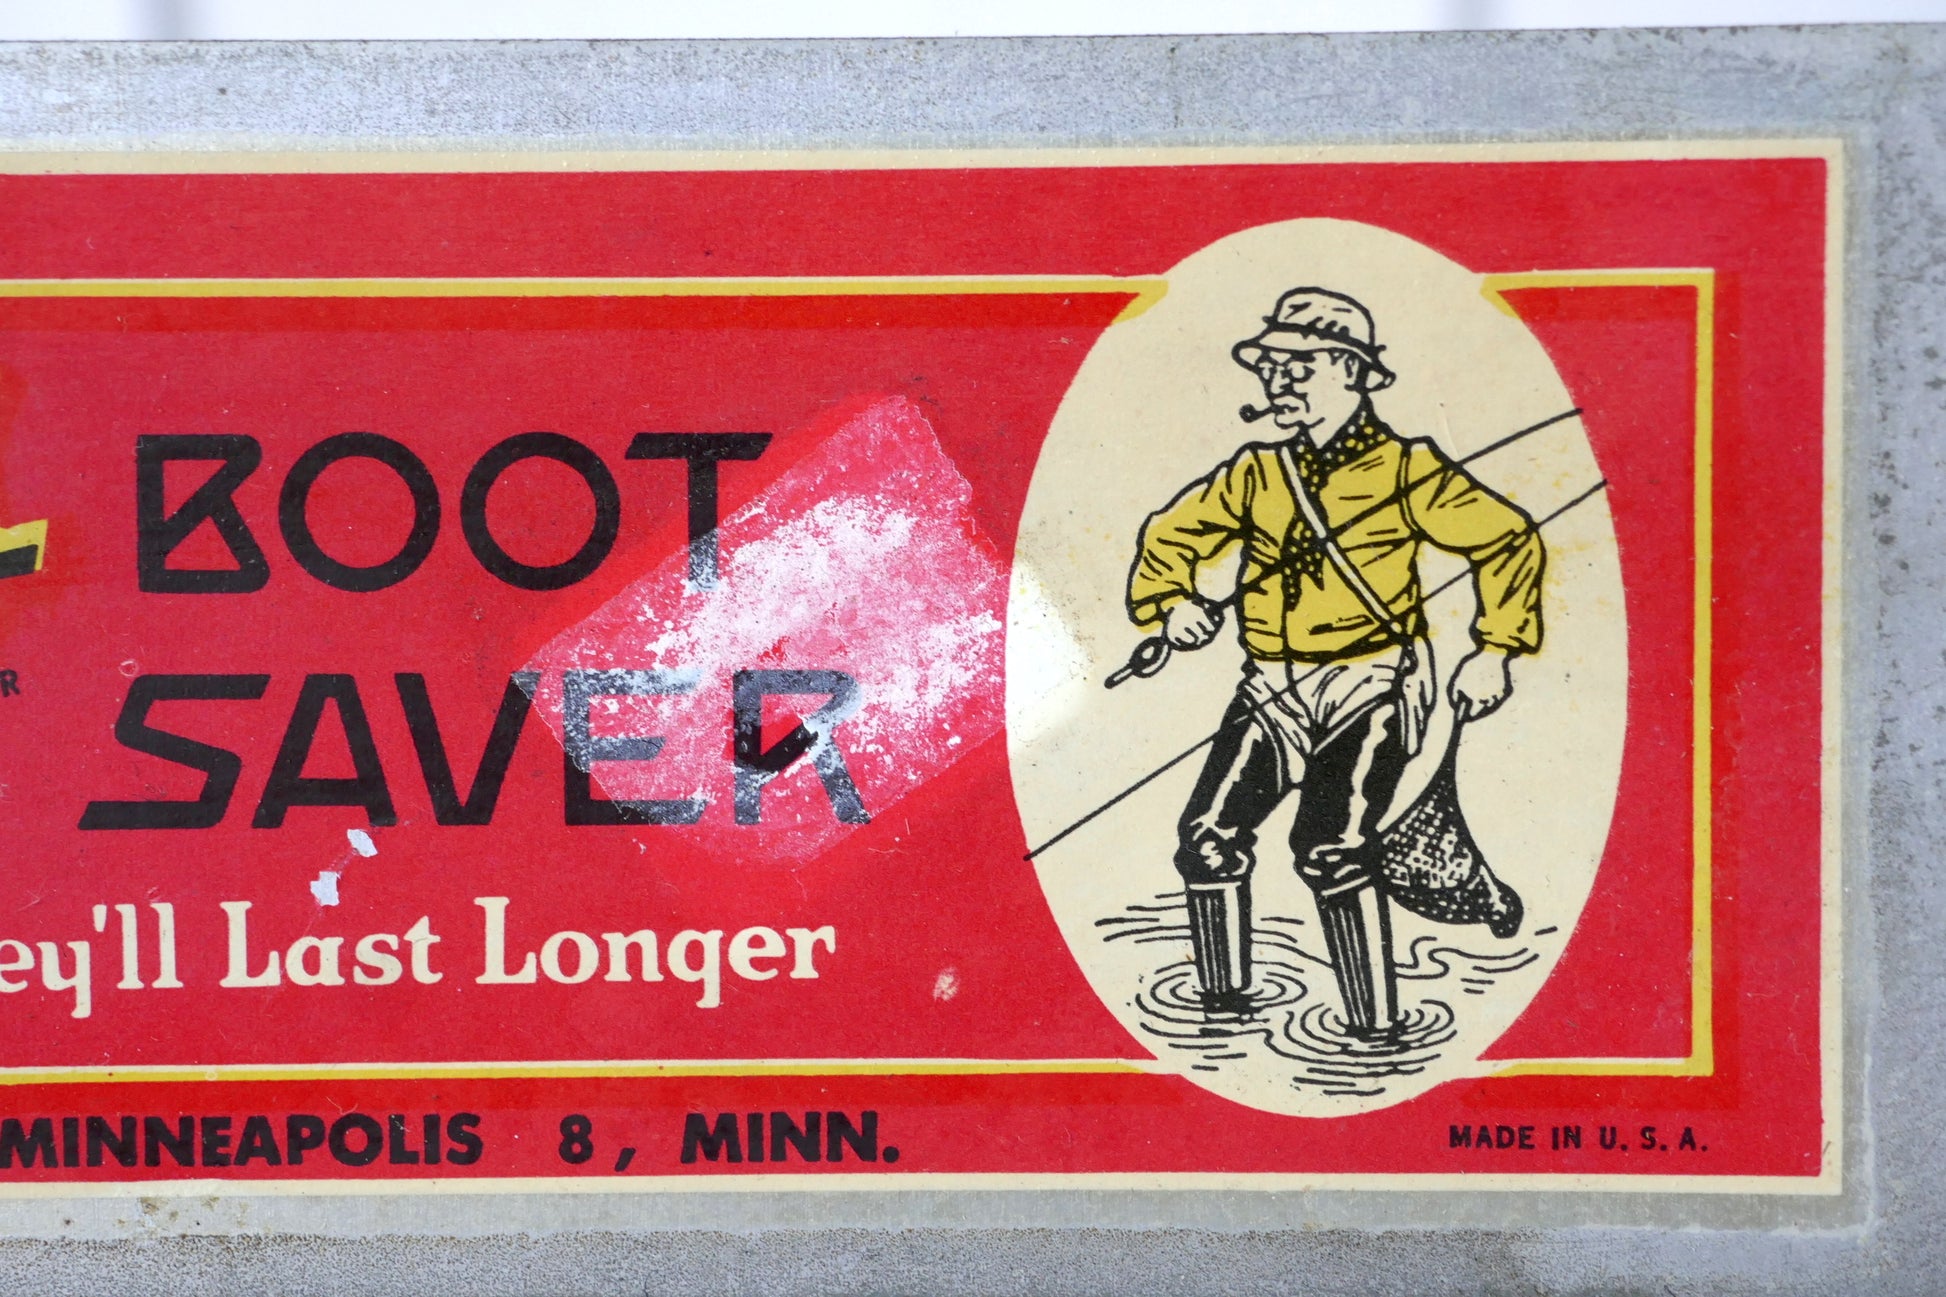 BOOT
SAVER
ey'll Last Longer
MINNEAPOLIS 8, MINN.
MADE IN U. S. A.